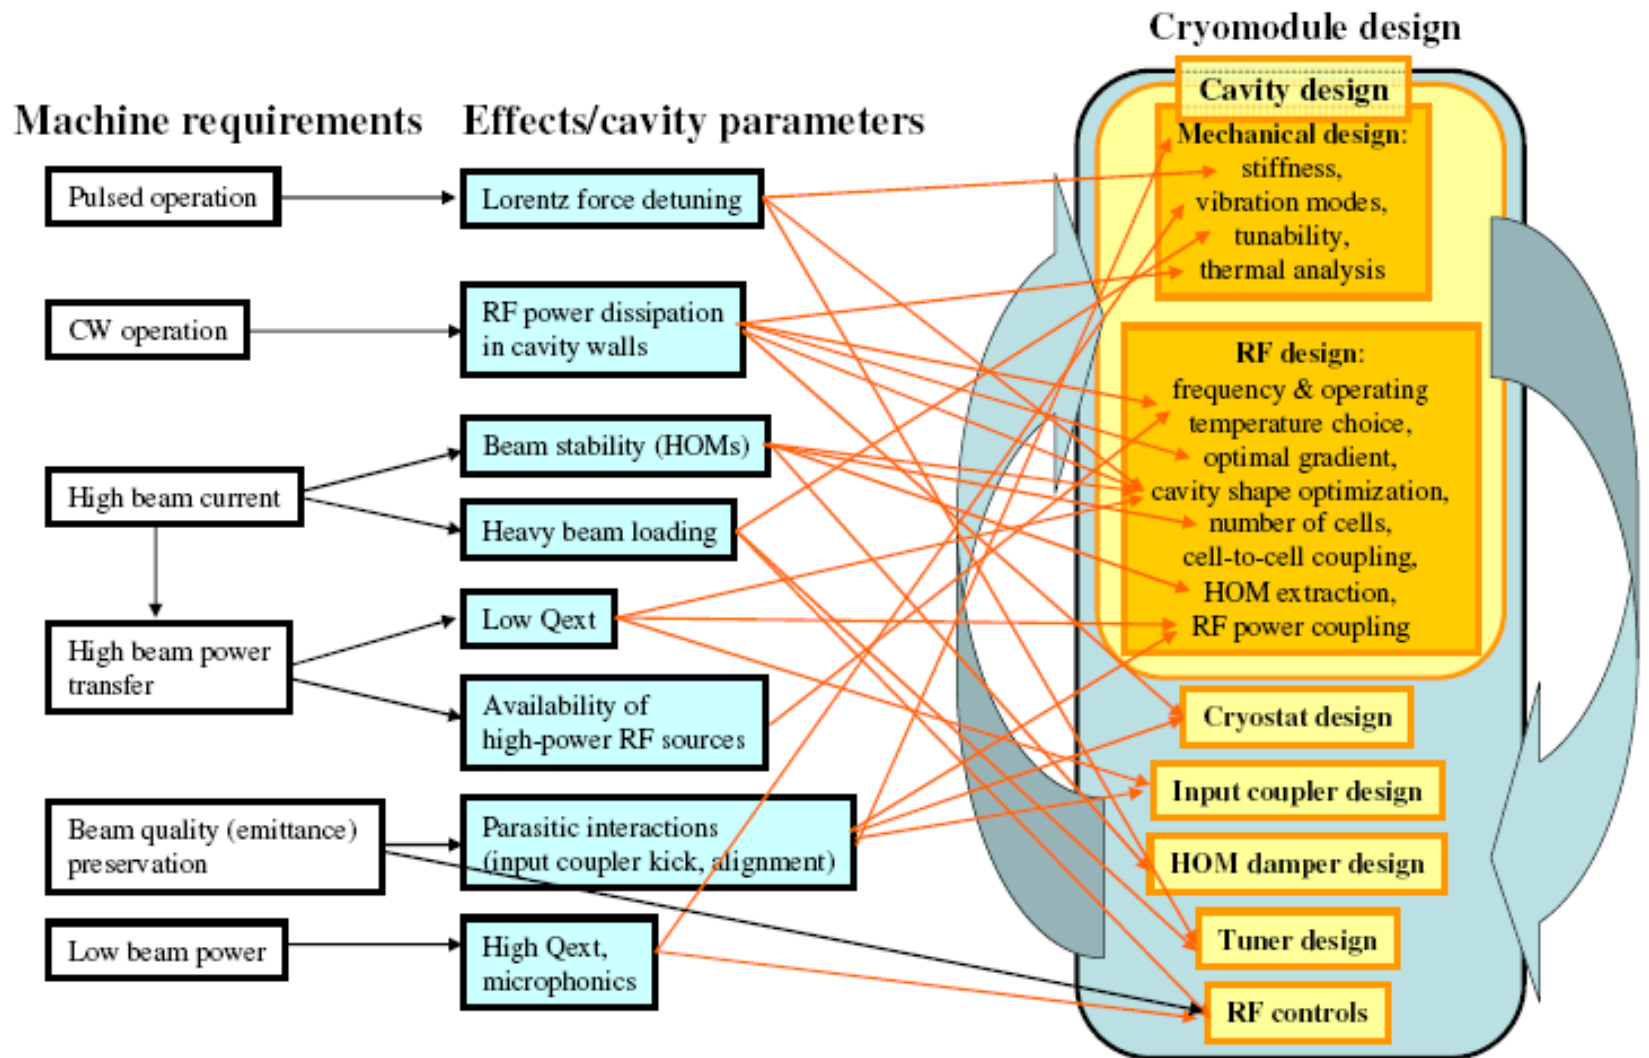 Cryomodule design
Machine requirements
Effects/cavity parameters
Pulsed operation
CW operation
High beam current
High beam power
transfer
Beam quality (emittance)
preservation
Low beam power
Lorentz force detuning
RF power dissipation
in cavity walls
Beam stability (HOMs)
Heavy beam loading
Low Qext
Availability of
high-power RF sources
Parasitic interactions
(input coupler kick, alignment)
High Qext,
microphonics
Cavity design
Mechanical design:
stiffness,
vibration modes,
tunability,
thermal analysis
RF design:
frequency & operating
temperature choice,
optimal gradient,
cavity shape optimization,
number of cells,
cell-to-cell coupling,
HOM extraction,
RF power coupling
Cryostat design
Input coupler design
HOM damper design
Tuner design
RF controls